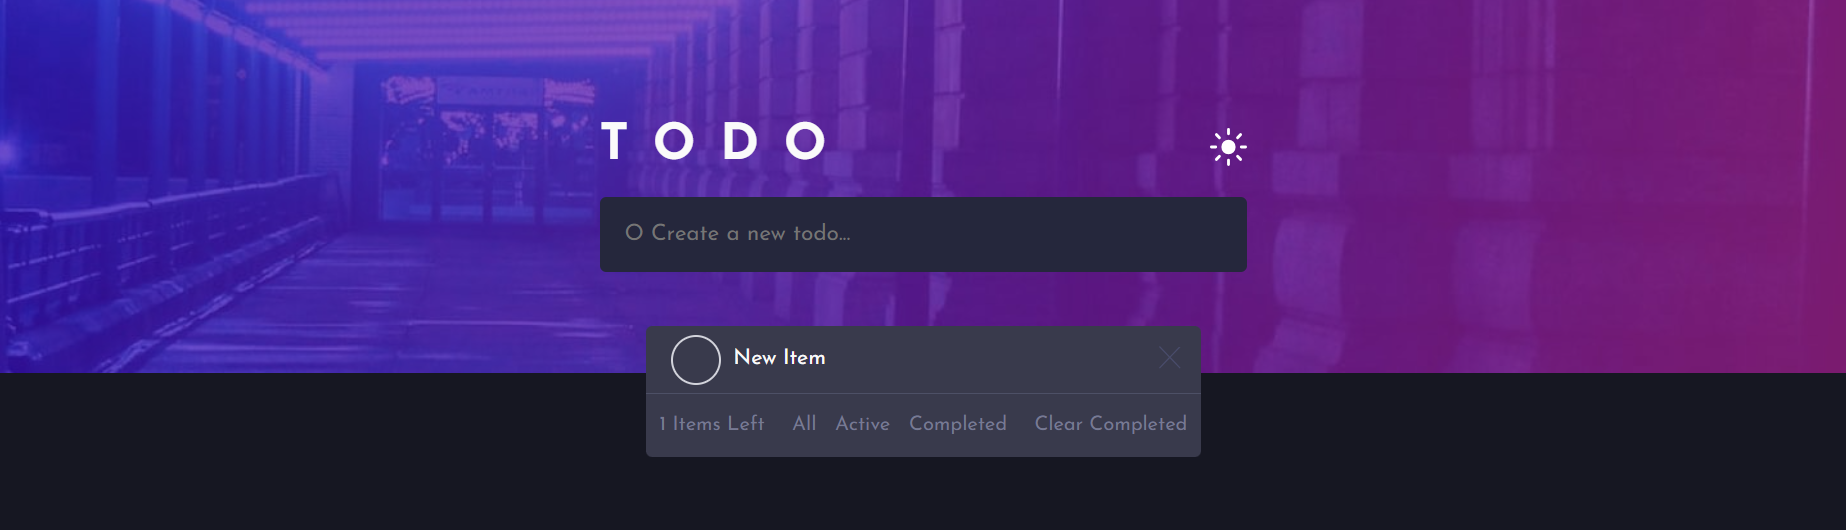 TODO
O Create a new todo...
New Item
1 Items Left All Active Completed Clear Completed